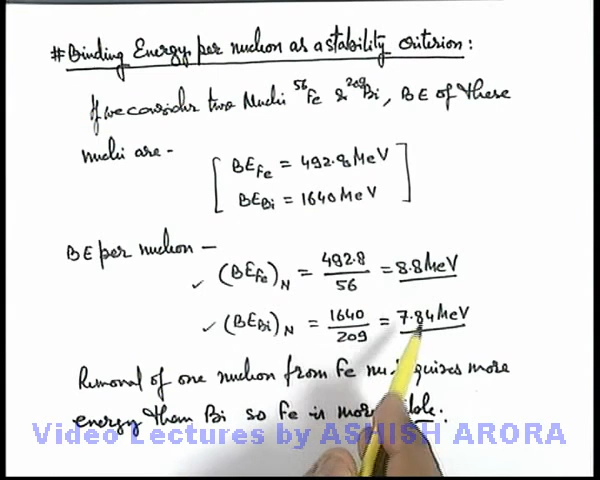 # Binding Energy per nucleon as a stability criterion :
If we consider two Nuclei ⁵⁶Fe & ²⁰⁹Bi, BE of these
nuclei are -
BE_Fe = 492.8 MeV
BE_Bi = 1640 MeV
BE per nucleon —
✓ (BE_Fe)_N = 492.8/56 = 8.8 MeV
✓ (BE_Bi)_N = 1640/209 = 7.84 MeV
Removal of one nucleon from Fe more
energy than Bi so Fe is more
Video Lectures by ASHISH ARORA